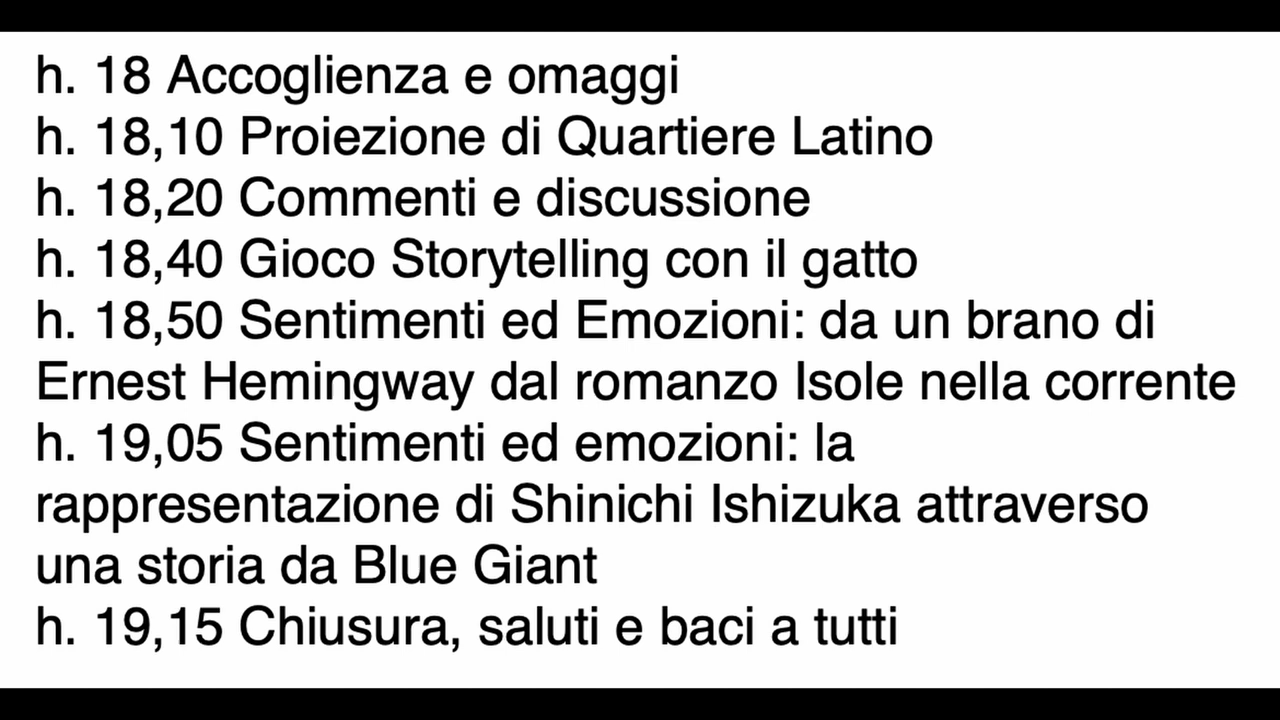 h. 18 Accoglienza e omaggi
h. 18,10 Proiezione di Quartiere Latino
h. 18,20 Commenti e discussione
h. 18,40 Gioco Storytelling con il gatto
h. 18,50 Sentimenti ed Emozioni: da un brano di
Ernest Hemingway dal romanzo Isole nella corrente
h. 19,05 Sentimenti ed emozioni: la
rappresentazione di Shinichi Ishizuka attraverso
una storia da Blue Giant
h. 19,15 Chiusura, saluti e baci a tutti